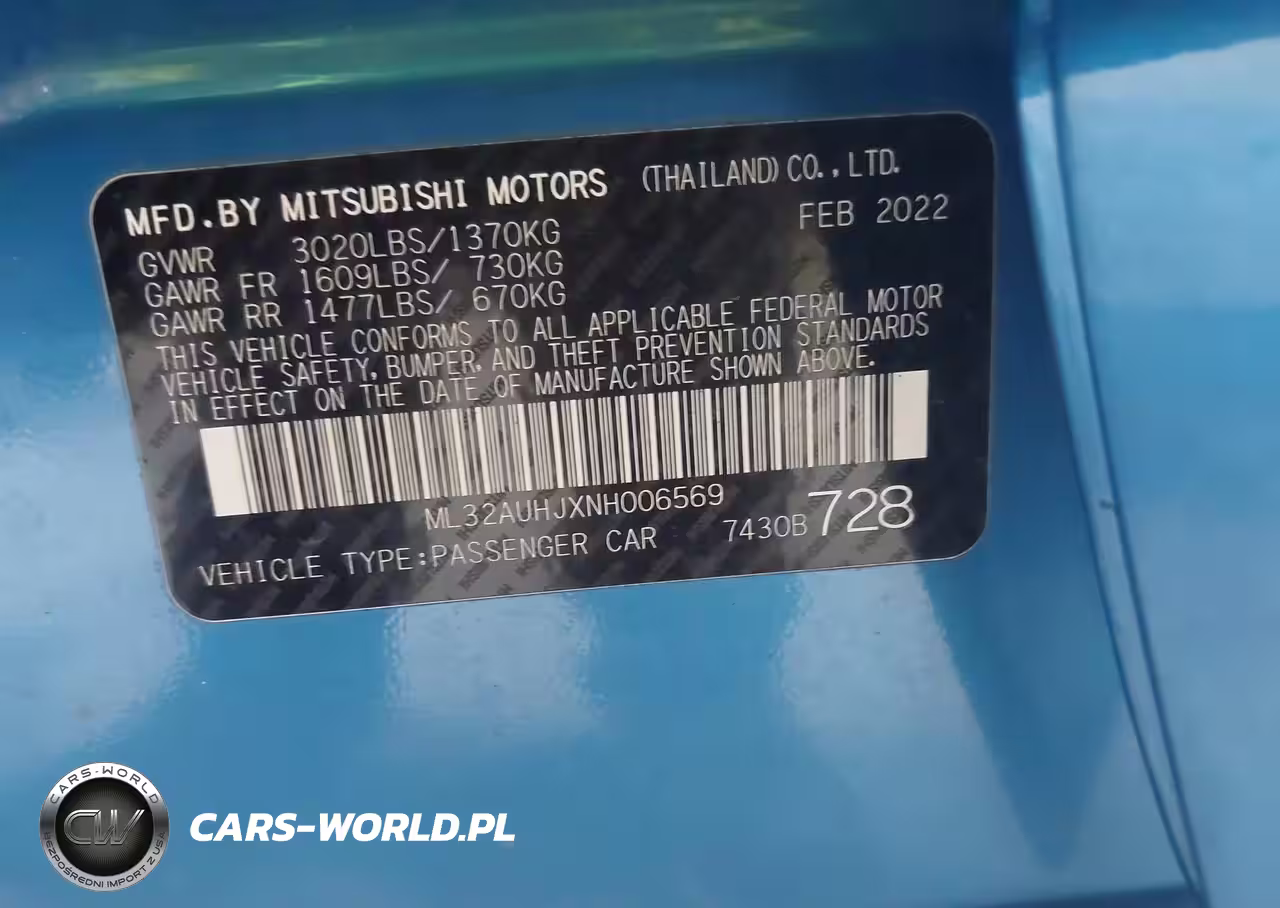 MFD.BY MITSUBISHI MOTORS (THAILAND) CO., LTD.
FEB 2022
GVWR 3020LBS/1370KG
GAWR FR 1609LBS/ 730KG
GAWR RR 1477LBS/ 670KG
THIS VEHICLE CONFORMS TO ALL APPLICABLE FEDERAL MOTOR
VEHICLE SAFETY, BUMPER, AND THEFT PREVENTION STANDARDS
IN EFFECT ON THE DATE OF MANUFACTURE SHOWN ABOVE.
ML32AUHJXNH006569
VEHICLE TYPE:PASSENGER CAR 7430B 728
CARS-WORLD
CW
BEZPOŚREDNI IMPORT Z USA
CARS-WORLD.PL